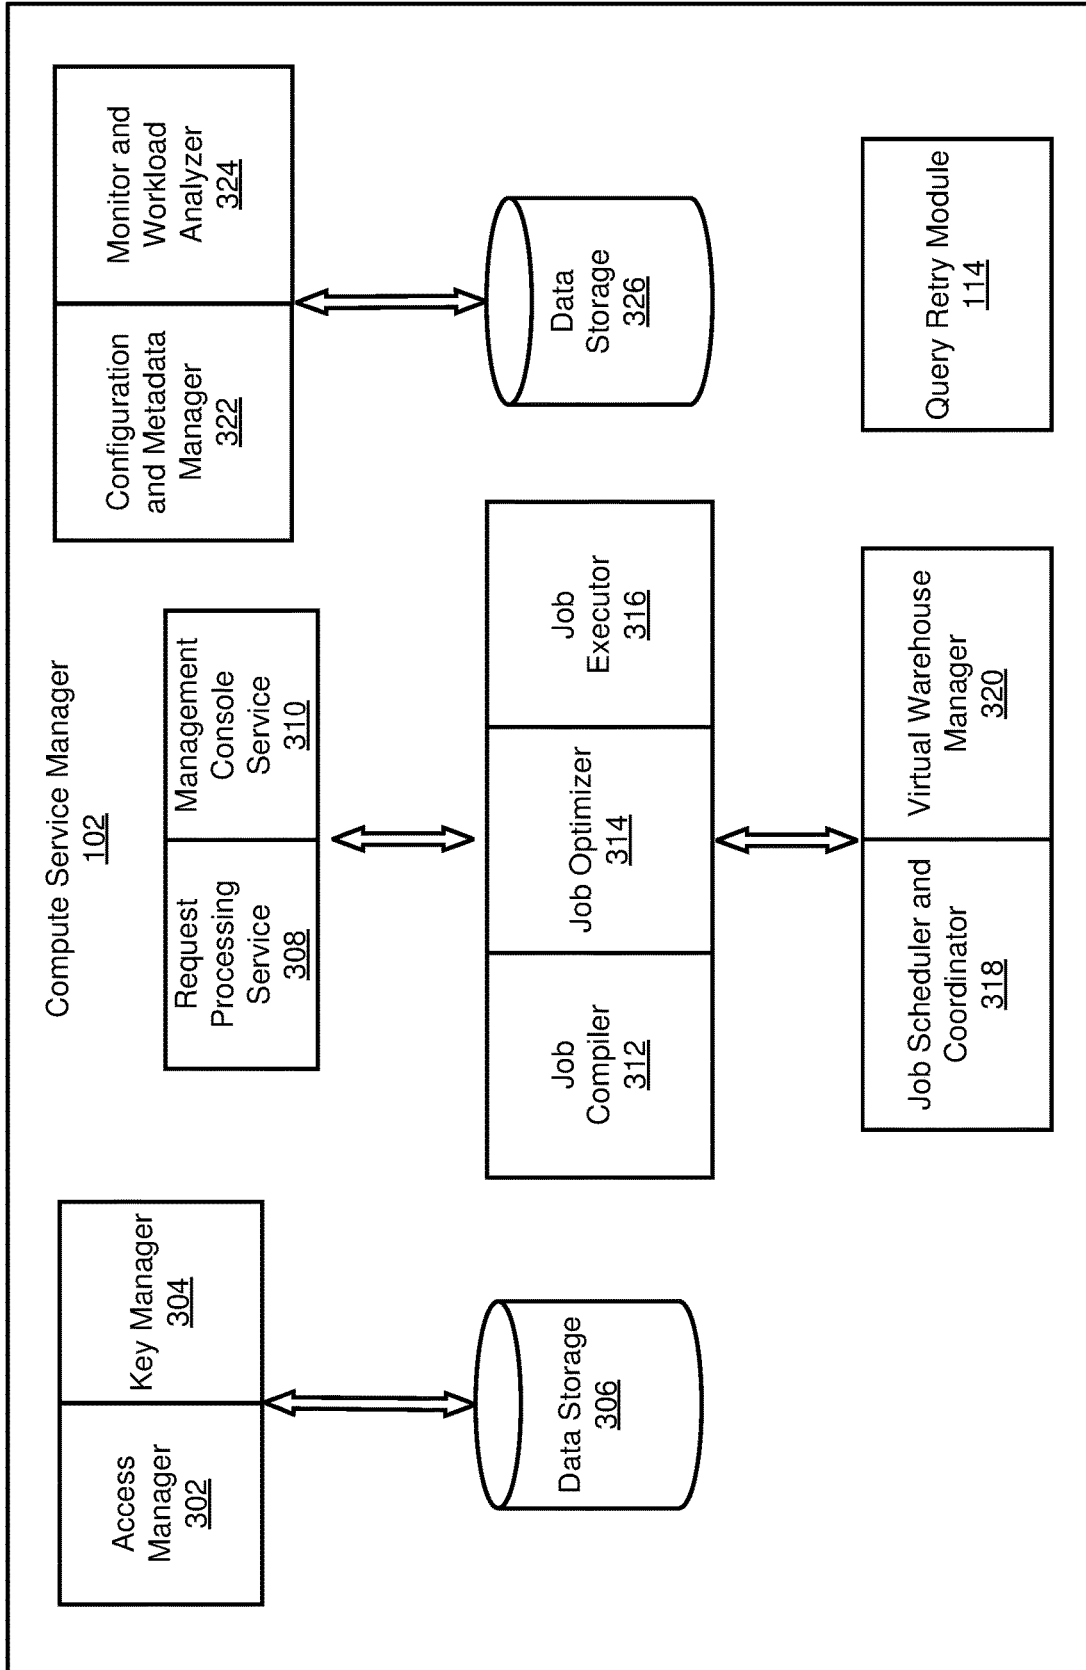 Compute Service Manager
102
Access
Manager
302
Key Manager
304
Request
Processing
Service
308
Management
Console
Service
310
Configuration
and Metadata
Manager
322
Monitor and
Workload
Analyzer
324
Data Storage
306
Job
Compiler
312
Job Optimizer
314
Job
Executor
316
Data
Storage
326
Job Scheduler and
Coordinator
318
Virtual Warehouse
Manager
320
Query Retry Module
114